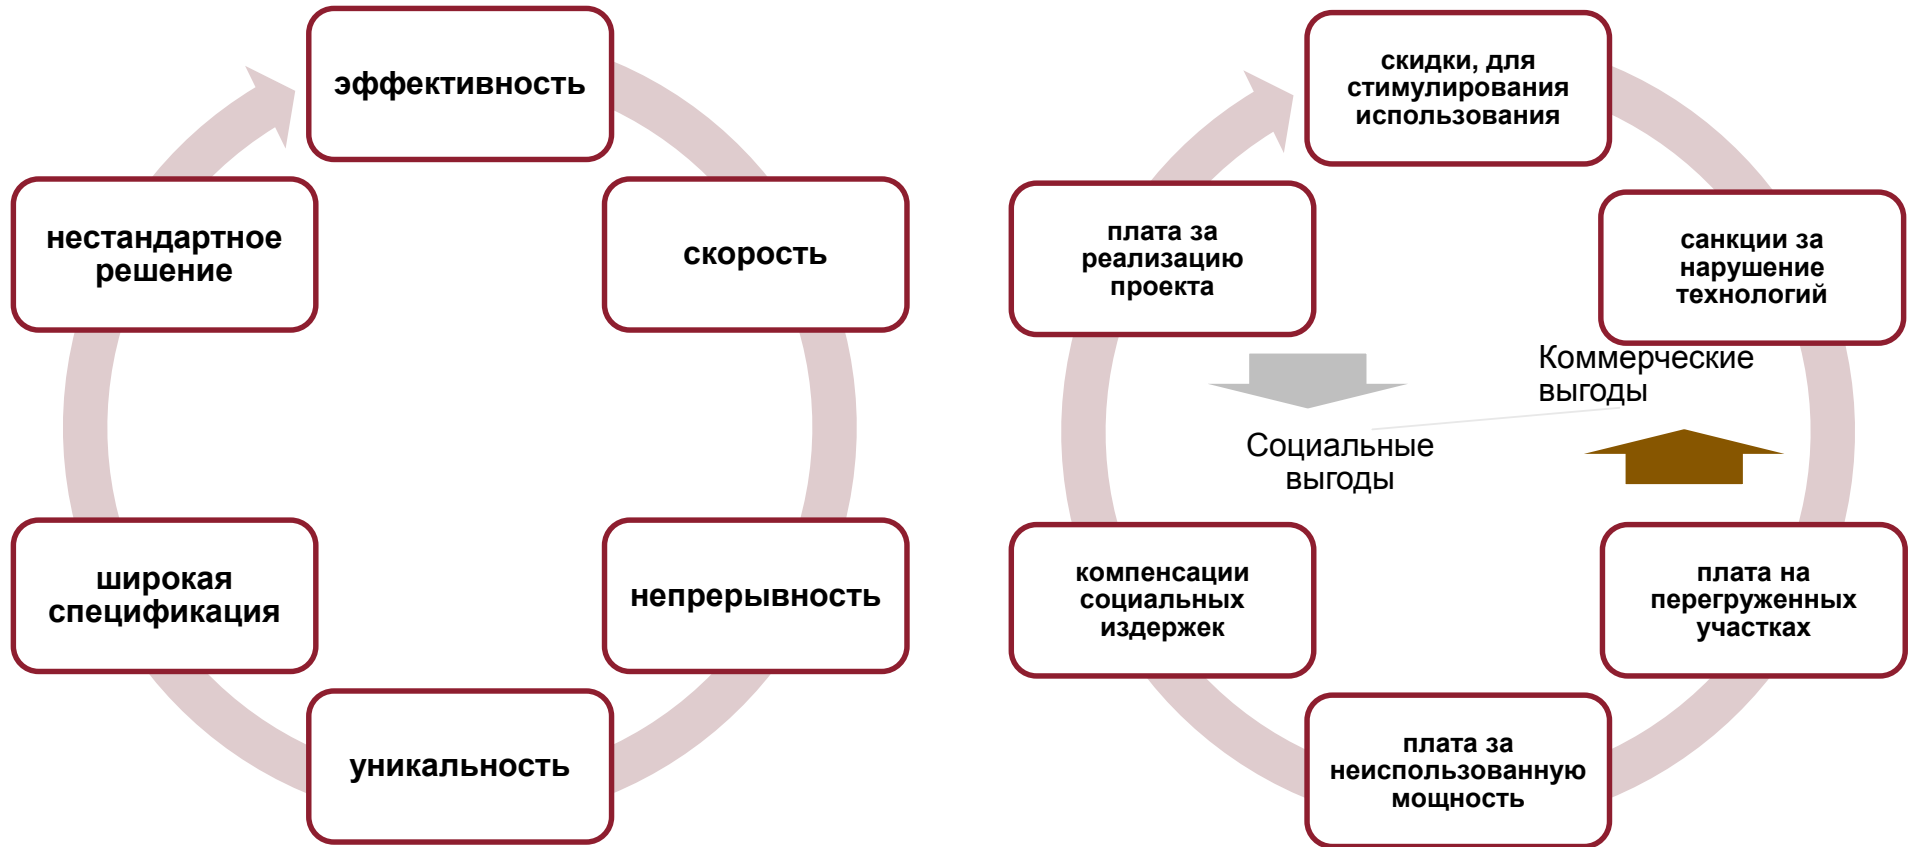 эффективность
скорость
непрерывность
уникальность
широкая
спецификация
нестандартное
решение
скидки, для
стимулирования
использования
санкции за
нарушение
технологий
плата на
перегруженных
участках
плата за
неиспользованную
мощность
компенсации
социальных
издержек
плата за
реализацию
проекта
Социальные
выгоды
Коммерческие
выгоды